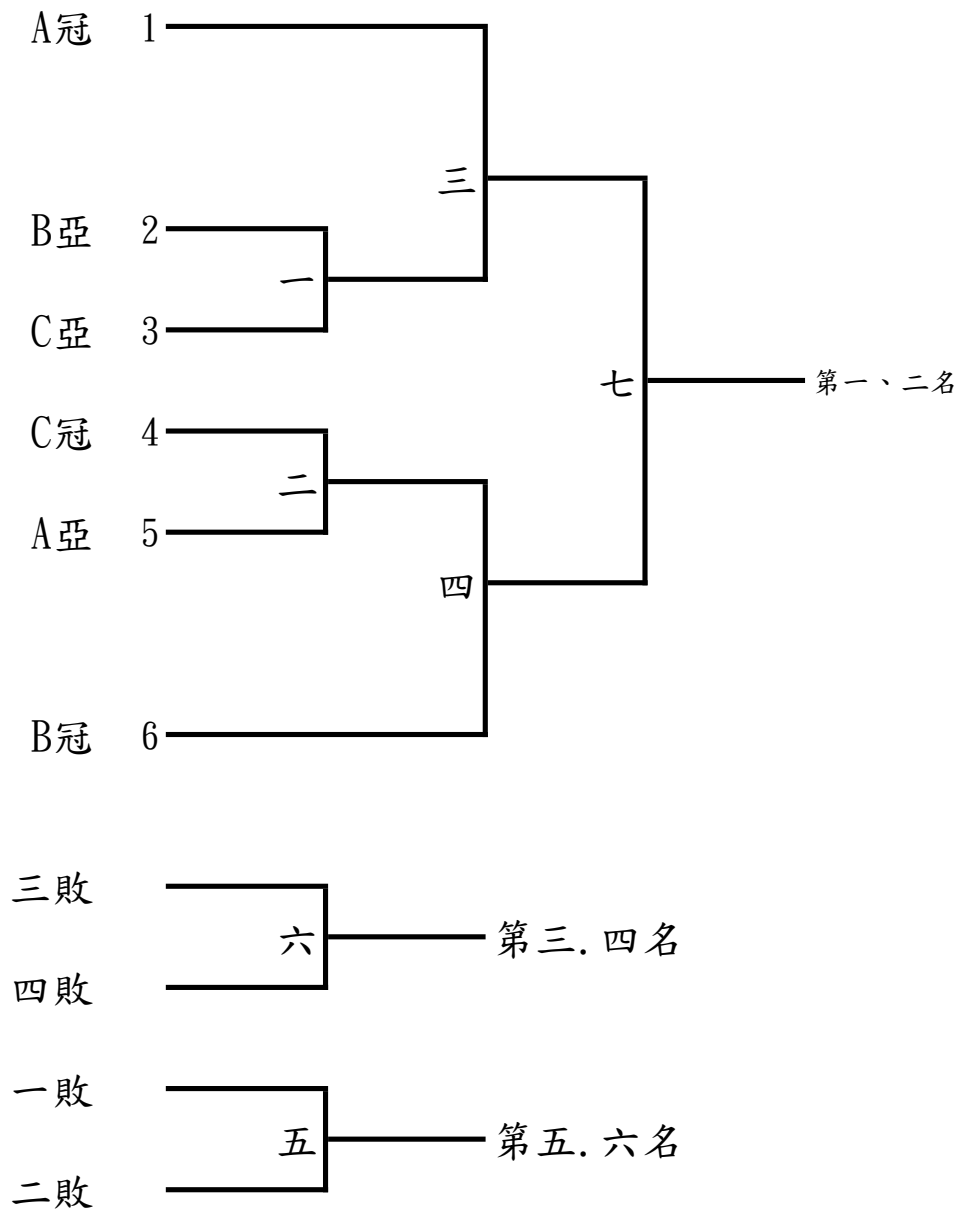 A冠 1
三
B亞 2
一
C亞 3
七 第一、二名
C冠 4
二
A亞 5
四
B冠 6
三敗
六 第三.四名
四敗
一敗
五 第五.六名
二敗